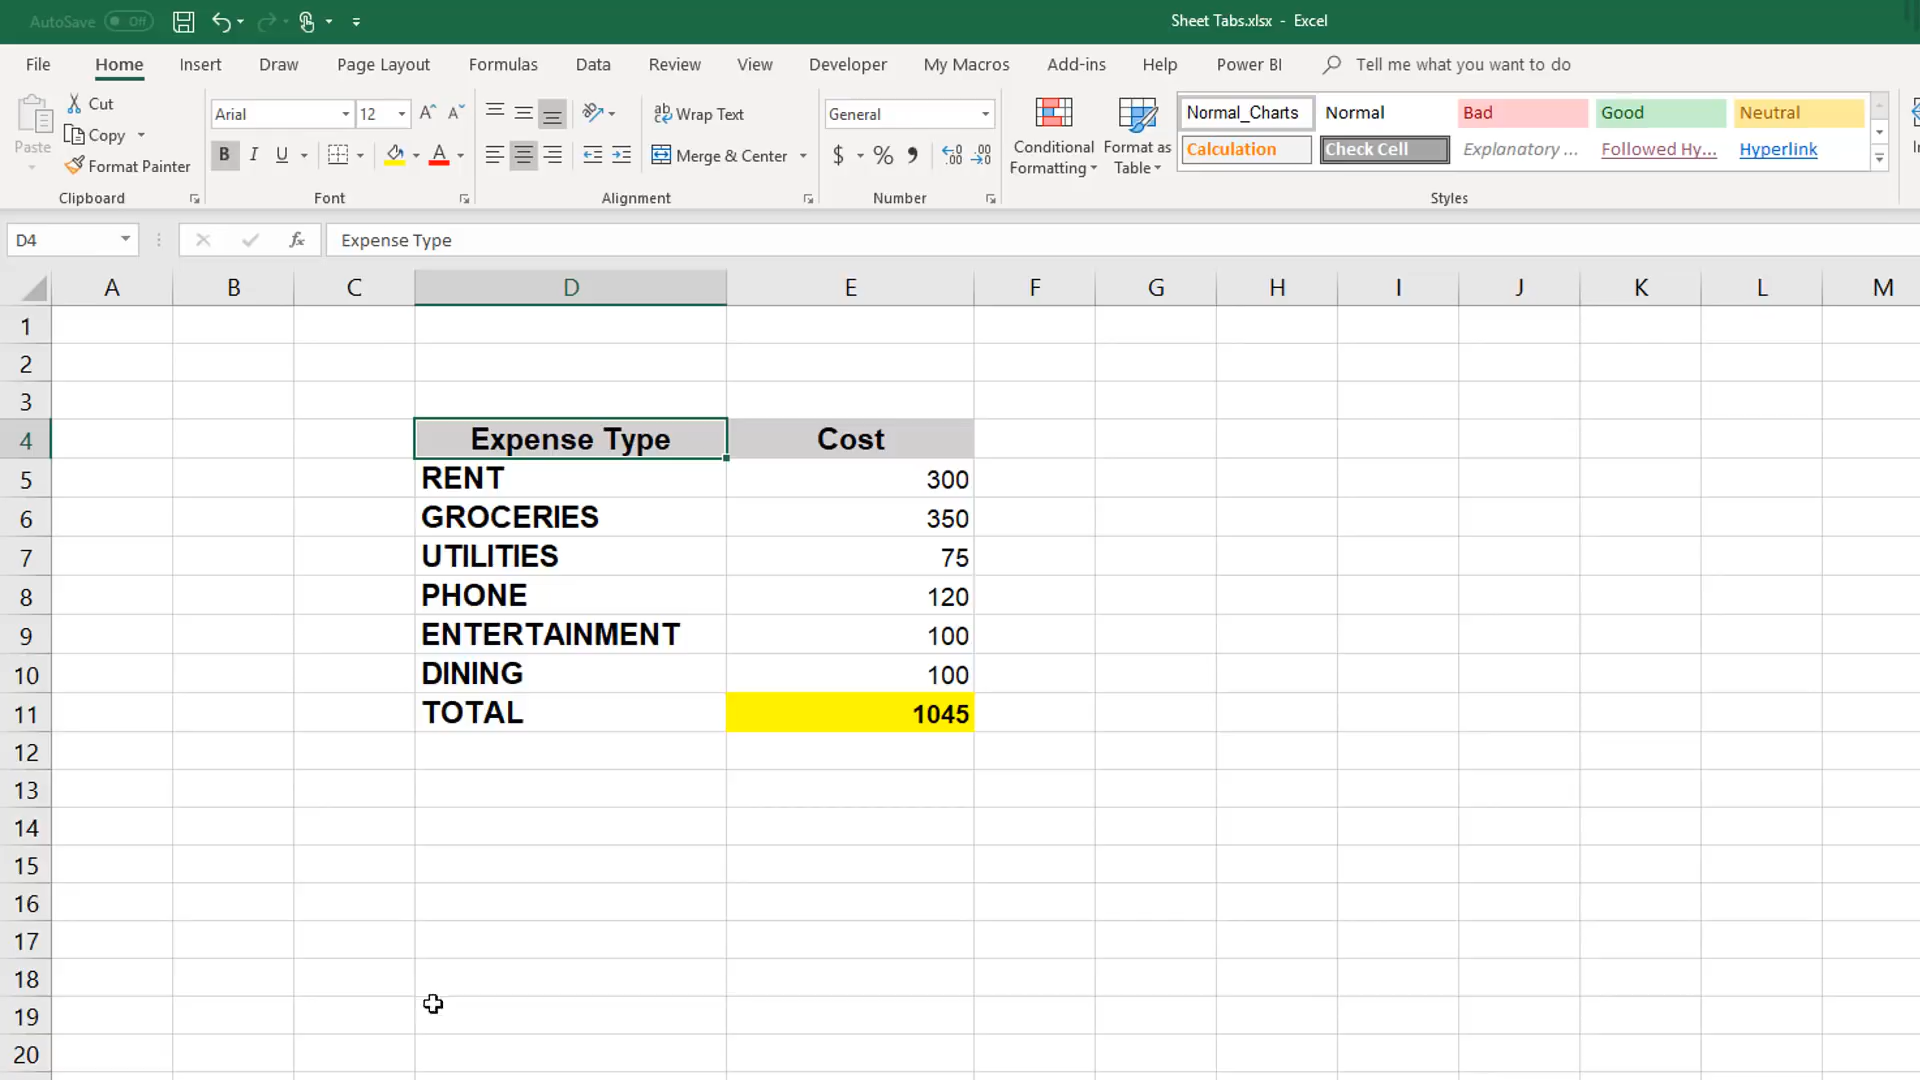 AutoSave Off Sheet Tabs.xlsx - Excel
File Home Insert Draw Page Layout Formulas Data Review View Developer My Macros Add-ins Help Power BI Tell me what you want to do
Paste
Cut
Copy
Format Painter
Clipboard
Arial 12
B I U A
Font
Wrap Text
Merge & Center
Alignment
General
$ %
Number
Conditional Formatting
Format as Table
Normal_Charts Normal Bad Good Neutral
Calculation Check Cell Explanatory ... Followed Hy... Hyperlink
Styles
D4 fx Expense Type
A B C D E F G H I J K L M
1
2
3
4 Expense Type Cost
5 RENT 300
6 GROCERIES 350
7 UTILITIES 75
8 PHONE 120
9 ENTERTAINMENT 100
10 DINING 100
11 TOTAL 1045
12
13
14
15
16
17
18
19
20